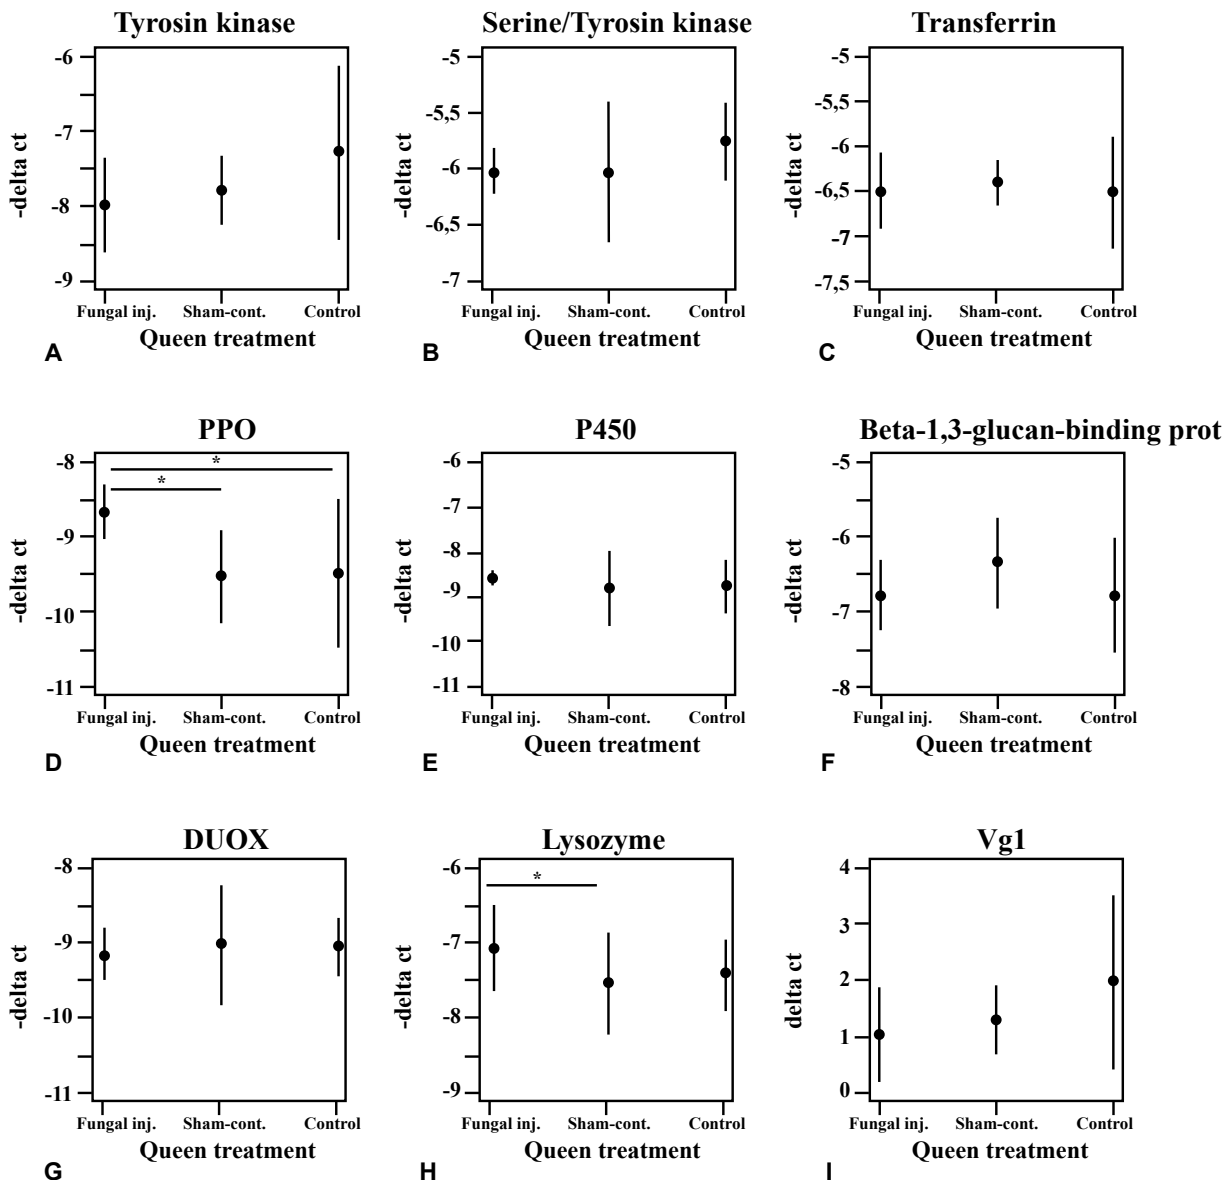 Tyrosin kinase
-6
-7
-8
-9
-delta ct
Fungal inj. Sham-cont. Control
Queen treatment
A
Serine/Tyrosin kinase
-5
-5,5
-6
-6,5
-7
-delta ct
Fungal inj. Sham-cont. Control
Queen treatment
B
Transferrin
-5
-5,5
-6
-6,5
-7
-7,5
-delta ct
Fungal inj. Sham-cont. Control
Queen treatment
C
PPO
-8
-9
-10
-11
-delta ct
*
*
Fungal inj. Sham-cont. Control
Queen treatment
D
P450
-6
-7
-8
-9
-10
-11
-delta ct
Fungal inj. Sham-cont. Control
Queen treatment
E
Beta-1,3-glucan-binding prot
-5
-6
-7
-8
-delta ct
Fungal inj. Sham-cont. Control
Queen treatment
F
DUOX
-8
-9
-10
-11
-delta ct
Fungal inj. Sham-cont. Control
Queen treatment
G
Lysozyme
-6
-7
-8
-9
-delta ct
*
Fungal inj. Sham-cont. Control
Queen treatment
H
Vg1
4
3
2
1
0
delta ct
Fungal inj. Sham-cont. Control
Queen treatment
I